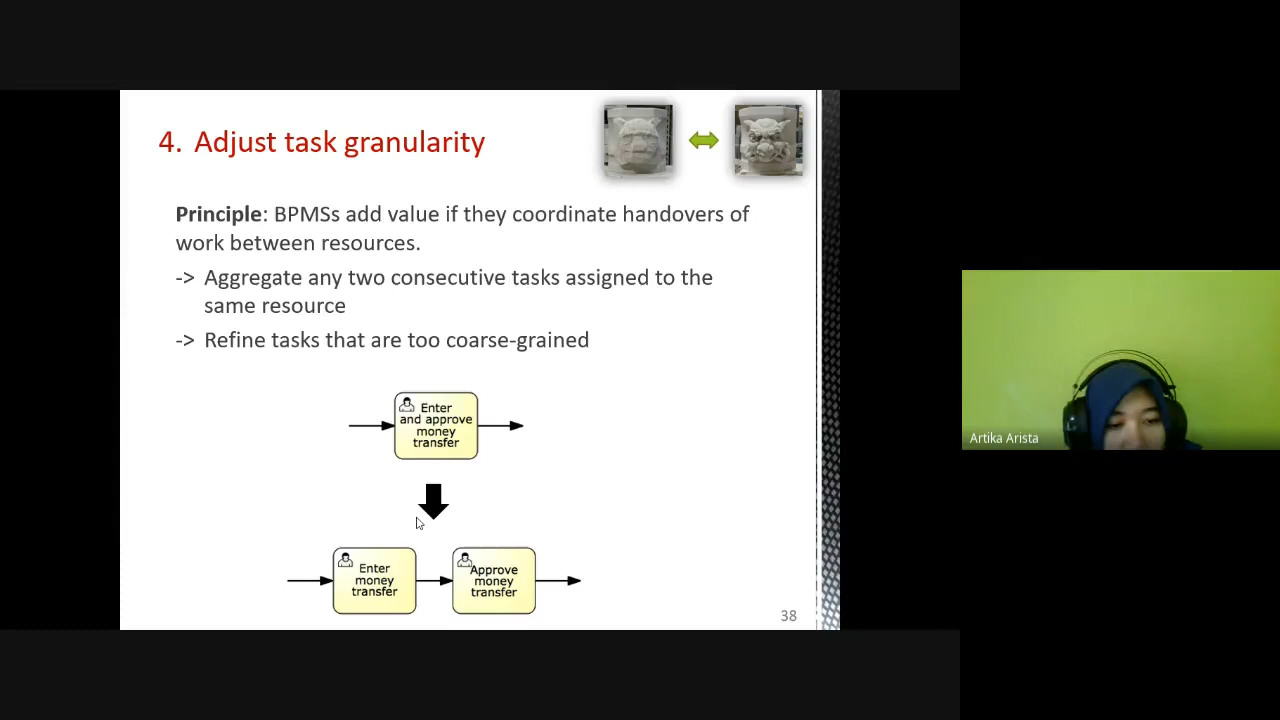 4. Adjust task granularity
Principle: BPMSs add value if they coordinate handovers of
work between resources.
-> Aggregate any two consecutive tasks assigned to the
same resource
-> Refine tasks that are too coarse-grained
Enter
and approve
money
transfer
Enter
money
transfer
Approve
money
transfer
38
Artika Arista